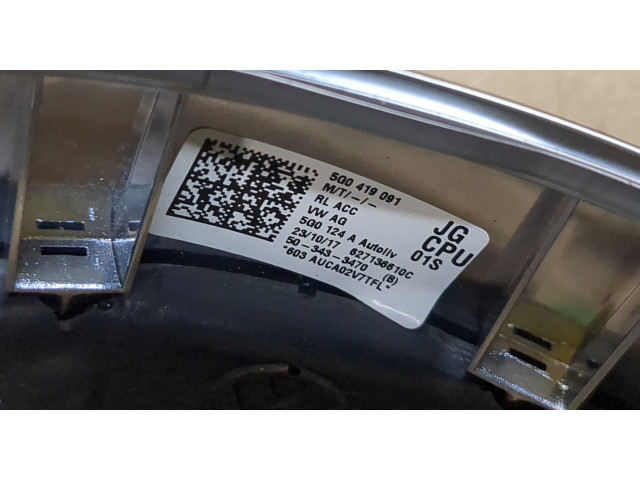 5G0 419 091
M/T/-/-
RL ACC
VW AG
5G0 124 A Autoliv
23/10/17 627136610C
50-343-3470 (B)
*603 AUCA02V7TFL*
JG
CPU
01S